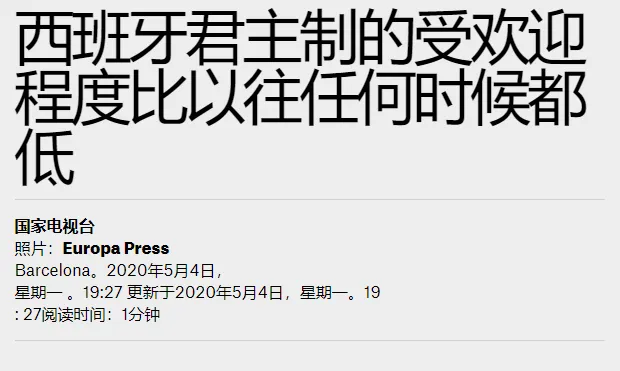 西班牙君主制的受欢迎
程度比以往任何时候都
低
国家电视台
照片：Europa Press
Barcelona。2020年5月4日，
星期一 。19:27 更新于2020年5月4日，星期一。19
: 27阅读时间：1分钟